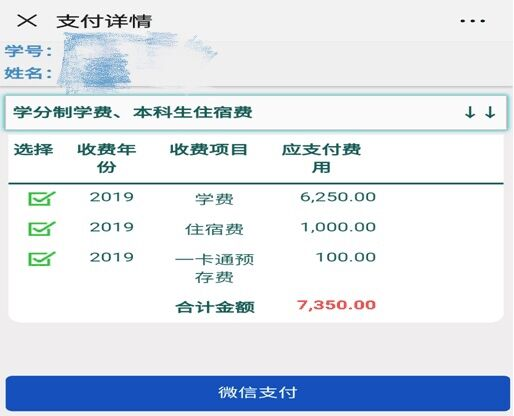 支付详情
学号：
姓名：
学分制学费、本科生住宿费 ↓↓
选择 收费年份 收费项目 应支付费用
2019 学费 6,250.00
2019 住宿费 1,000.00
2019 一卡通预存费 100.00
合计金额 7,350.00
微信支付